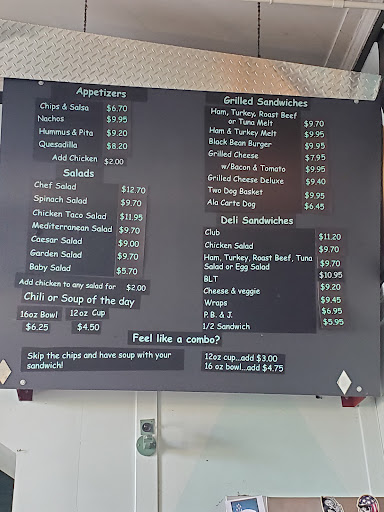 Appetizers
Chips & Salsa $6.70
Nachos $9.95
Hummus & Pita $9.20
Quesadilla $8.20
Add Chicken $2.00
Salads
Chef Salad $12.70
Spinach Salad $9.70
Chicken Taco Salad $11.95
Mediterranean Salad $9.70
Caesar Salad $9.00
Garden Salad $9.70
Baby Salad $5.70
Add chicken to any salad for $2.00
Chili or Soup of the day
16oz Bowl 12oz Cup
$6.25 $4.50
Grilled Sandwiches
Ham, Turkey, Roast Beef
or Tuna Melt $9.70
Ham & Turkey Melt $9.95
Black Bean Burger $9.95
Grilled Cheese $7.95
w/Bacon & Tomato $9.95
Grilled Cheese Deluxe $9.40
Two Dog Basket $9.95
Ala Carte Dog $6.45
Deli Sandwiches
Club $11.20
Chicken Salad $9.70
Ham, Turkey, Roast Beef, Tuna
Salad or Egg Salad $9.70
BLT $10.95
Cheese & veggie $9.20
Wraps $9.45
P.B. & J. $6.95
1/2 Sandwich $5.95
Feel like a combo?
Skip the chips and have soup with your
sandwich!
12oz cup...add $3.00
16 oz bowl...add $4.75